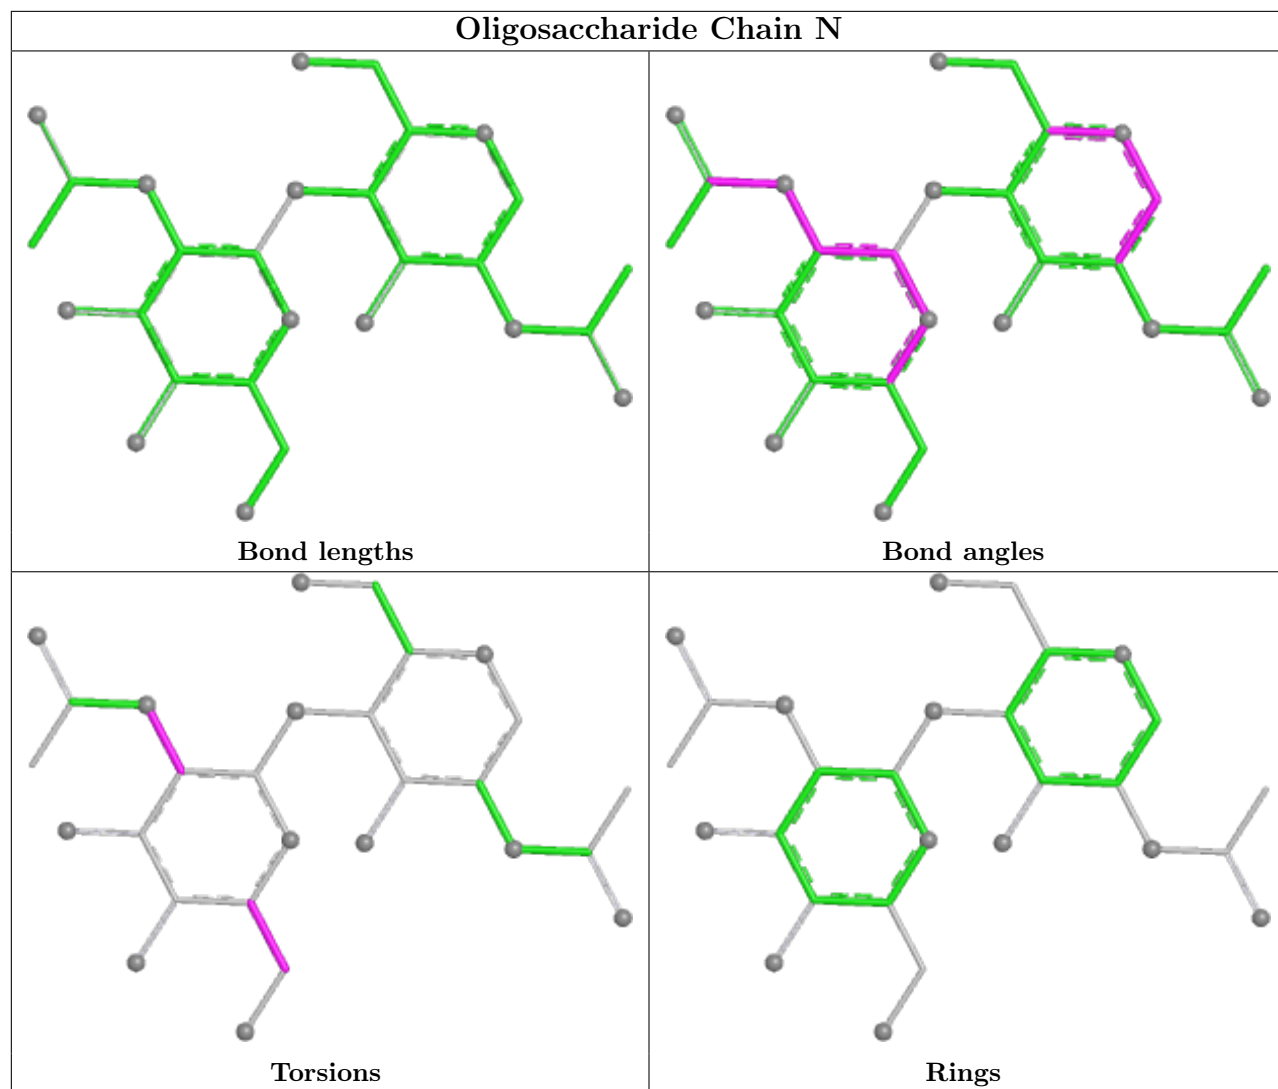 Oligosaccharide Chain N
Bond lengths
Bond angles
Torsions
Rings